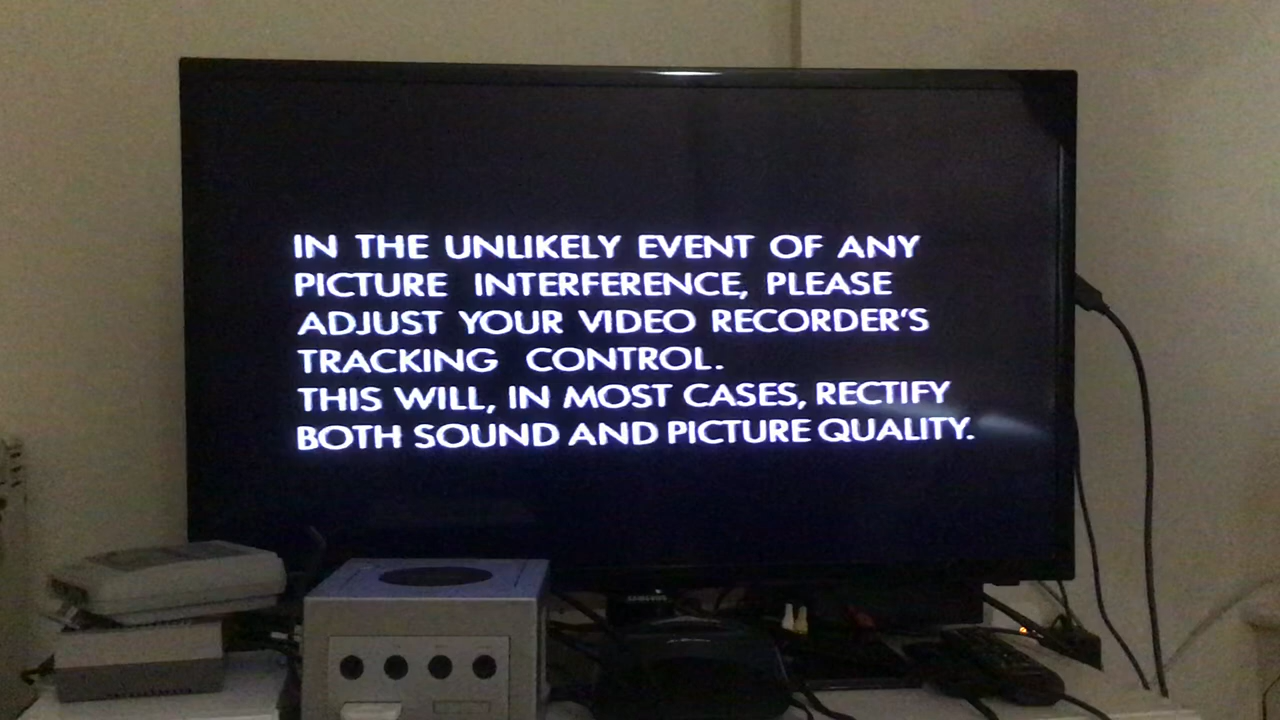 IN THE UNLIKELY EVENT OF ANY
PICTURE INTERFERENCE, PLEASE
ADJUST YOUR VIDEO RECORDER'S
TRACKING CONTROL.
THIS WILL, IN MOST CASES, RECTIFY
BOTH SOUND AND PICTURE QUALITY.
SAMSUNG